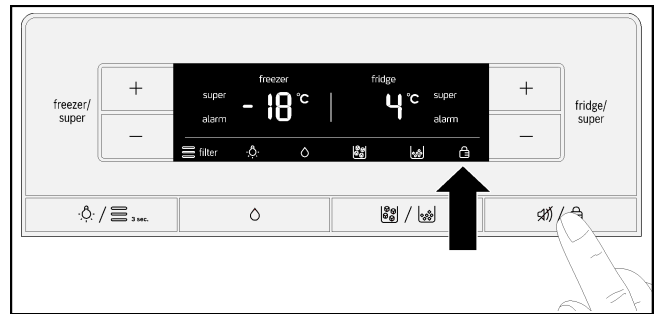 freezer/
super
+
−
freezer
super
alarm
-18 °C
fridge
4 °C
super
alarm
filter
+
−
fridge/
super
/ 3 sec.
/
/